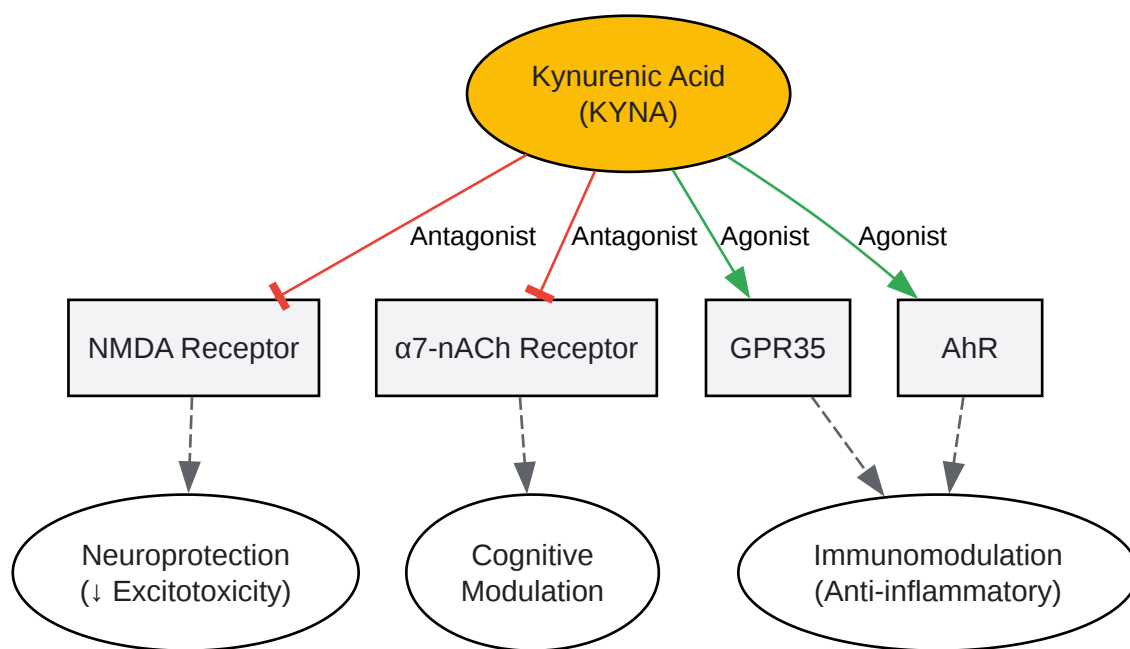 Kynurenic Acid
(KYNA)
Antagonist
Antagonist
Agonist
Agonist
NMDA Receptor
α7-nACh Receptor
GPR35
AhR
Neuroprotection
(↓ Excitotoxicity)
Cognitive
Modulation
Immunomodulation
(Anti-inflammatory)